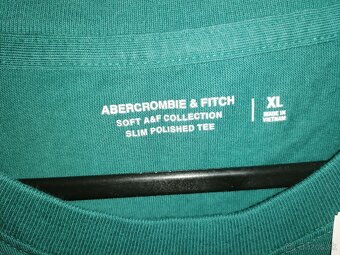 ABERCROMBIE & FITCH
SOFT A&F COLLECTION
SLIM POLISHED TEE
XL
MADE IN
VIETNAM